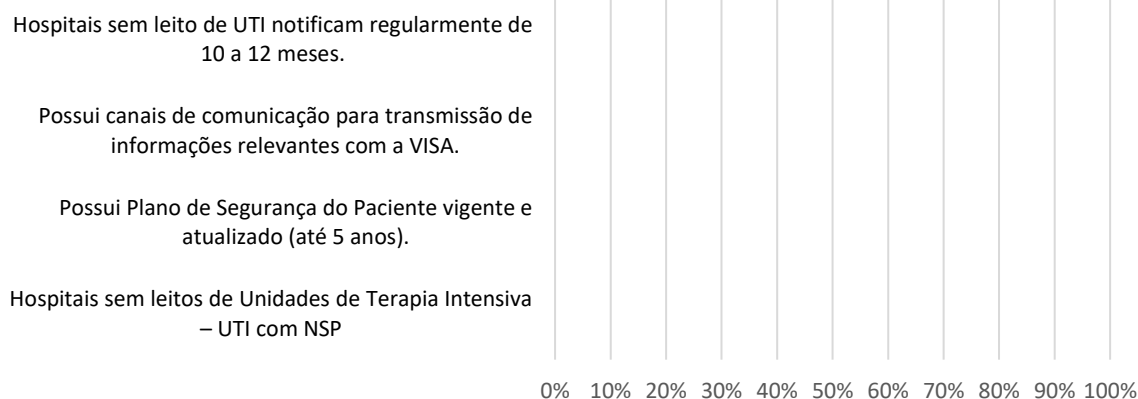 Hospitais sem leito de UTI notificam regularmente de
10 a 12 meses.
Possui canais de comunicação para transmissão de
informações relevantes com a VISA.
Possui Plano de Segurança do Paciente vigente e
atualizado (até 5 anos).
Hospitais sem leitos de Unidades de Terapia Intensiva
– UTI com NSP
0% 10% 20% 30% 40% 50% 60% 70% 80% 90% 100%